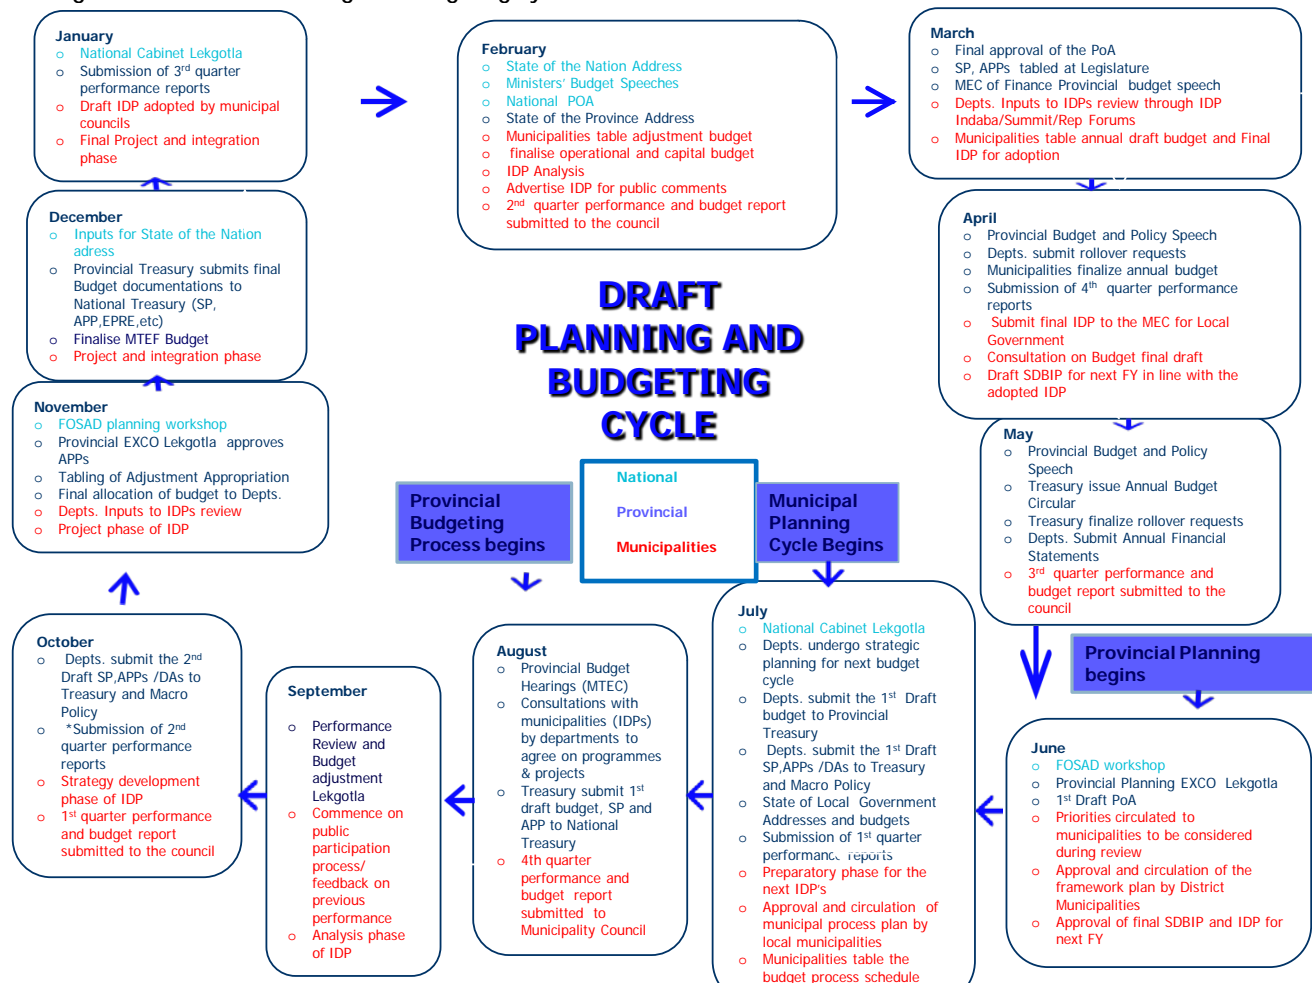 January
o National Cabinet Lekgotla
o Submission of 3rd quarter
performance reports
o Draft IDP adopted by municipal
councils
o Final Project and integration
phase
February
o State of the Nation Address
o Ministers' Budget Speeches
o National POA
o State of the Province Address
o Municipalities table adjustment budget
o finalise operational and capital budget
o IDP Analysis
o Advertise IDP for public comments
o 2nd quarter performance and budget report
submitted to the council
March
o Final approval of the PoA
o SP, APPs tabled at Legislature
o MEC of Finance Provincial budget speech
o Depts. Inputs to IDPs review through IDP
Indaba/Summit/Rep Forums
o Municipalities table annual draft budget and Final
IDP for adoption
December
o Inputs for State of the Nation
adress
o Provincial Treasury submits final
Budget documentations to
National Treasury (SP,
APP,EPRE,etc)
o Finalise MTEF Budget
o Project and integration phase
April
o Provincial Budget and Policy Speech
o Depts. submit rollover requests
o Municipalities finalize annual budget
o Submission of 4th quarter performance
reports
o Submit final IDP to the MEC for Local
Government
o Consultation on Budget final draft
o Draft SDBIP for next FY in line with the
adopted IDP
DRAFT
PLANNING AND
BUDGETING
CYCLE
November
o FOSAD planning workshop
o Provincial EXCO Lekgotla approves
APPs
o Tabling of Adjustment Appropriation
o Final allocation of budget to Depts.
o Depts. Inputs to IDPs review
o Project phase of IDP
May
o Provincial Budget and Policy
Speech
o Treasury issue Annual Budget
Circular
o Treasury finalize rollover requests
o Depts. Submit Annual Financial
Statements
o 3rd quarter performance and
budget report submitted to the
council
Provincial
Budgeting
Process begins
National
Provincial
Municipalities
Municipal
Planning
Cycle Begins
Provincial Planning
begins
October
o Depts. submit the 2nd
Draft SP,APPs /DAs to
Treasury and Macro
Policy
o *Submission of 2nd
quarter performance
reports
o Strategy development
phase of IDP
o 1st quarter performance
and budget report
submitted to the council
September
o Performance
Review and
Budget
adjustment
Lekgotla
o Commence on
public
participation
process/
feedback on
previous
performance
o Analysis phase
of IDP
August
o Provincial Budget
Hearings (MTEC)
o Consultations with
municipalities (IDPs)
by departments to
agree on programmes
& projects
o Treasury submit 1st
draft budget, SP and
APP to National
Treasury
o 4th quarter
performance and
budget report
submitted to
Municipality Council
July
o National Cabinet Lekgotla
o Depts. undergo strategic
planning for next budget
cycle
o Depts. submit the 1st Draft
budget to Provincial
Treasury
o Depts. submit the 1st Draft
SP,APPs /DAs to Treasury
and Macro Policy
o State of Local Government
Addresses and budgets
o Submission of 1st quarter
performance reports
o Preparatory phase for the
next IDP's
o Approval and circulation of
municipal process plan by
local municipalities
o Municipalities table the
budget process schedule
June
o FOSAD workshop
o Provincial Planning EXCO Lekgotla
o 1st Draft PoA
o Priorities circulated to
municipalities to be considered
during review
o Approval and circulation of the
framework plan by District
Municipalities
o Approval of final SDBIP and IDP for
next FY